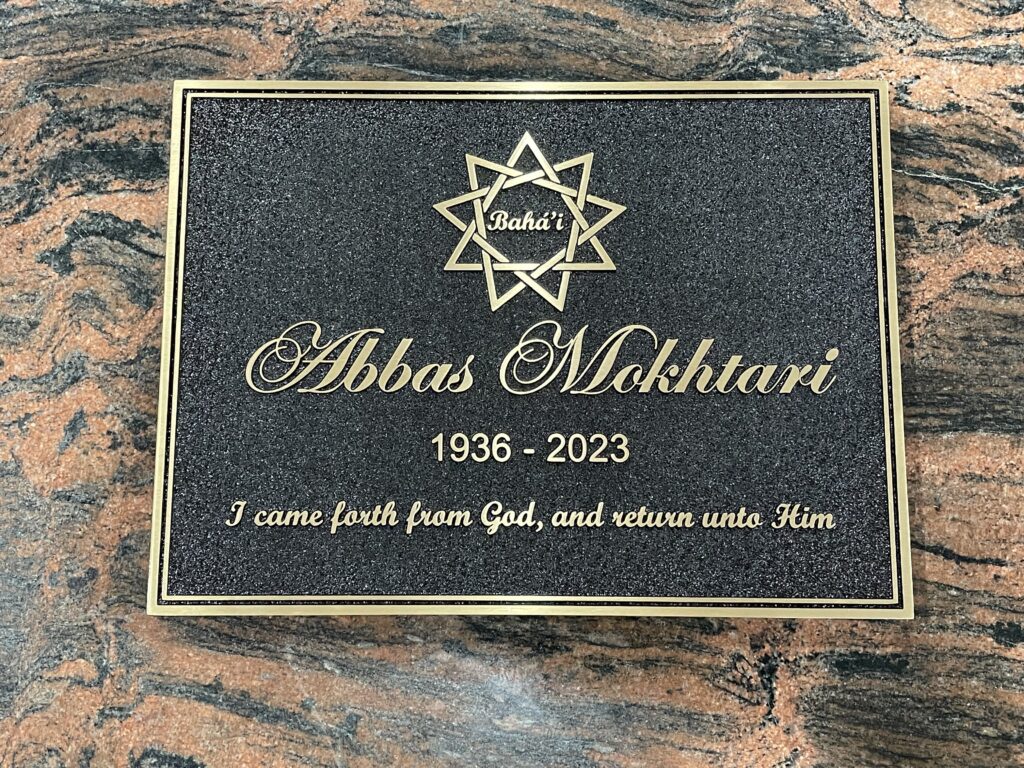 Bahá'i
Abbas Mokhtari
1936 - 2023
I came forth from God, and return unto Him